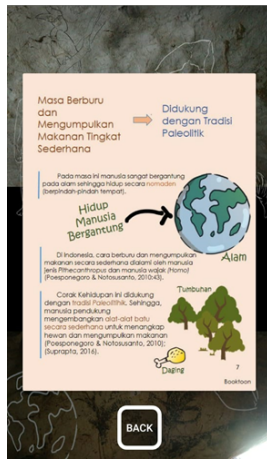 Masa Berburu
dan
Mengumpulkan
Makanan Tingkat
Sederhana
Didukung
dengan Tradisi
Paleolitik
Pada masa ini manusia sangat bergantung
pada alam sehingga hidup secara nomaden
(berpindah-pindah tempat).
Hidup
Manusia
Bergantung
Alam
Di Indonesia, cara berburu dan mengumpulkan
makanan secara sederhana dialami oleh manusia
jenis Pithecanthropus dan manusia wajak (Homo)
(Poesponegoro & Notosusanto, 2010:43).
Tumbuhan
Corak Kehidupan ini didukung
dengan tradisi Paleolitik. Sehingga,
manusia pendukung
mengembangkan alat-alat batu
secara sederhana untuk menangkap
hewan dan mengumpulkan makanan
(Poesponegoro & Notosusanto, 2010);
(Suprapta, 2016).
Daging
7
Booktoon
BACK